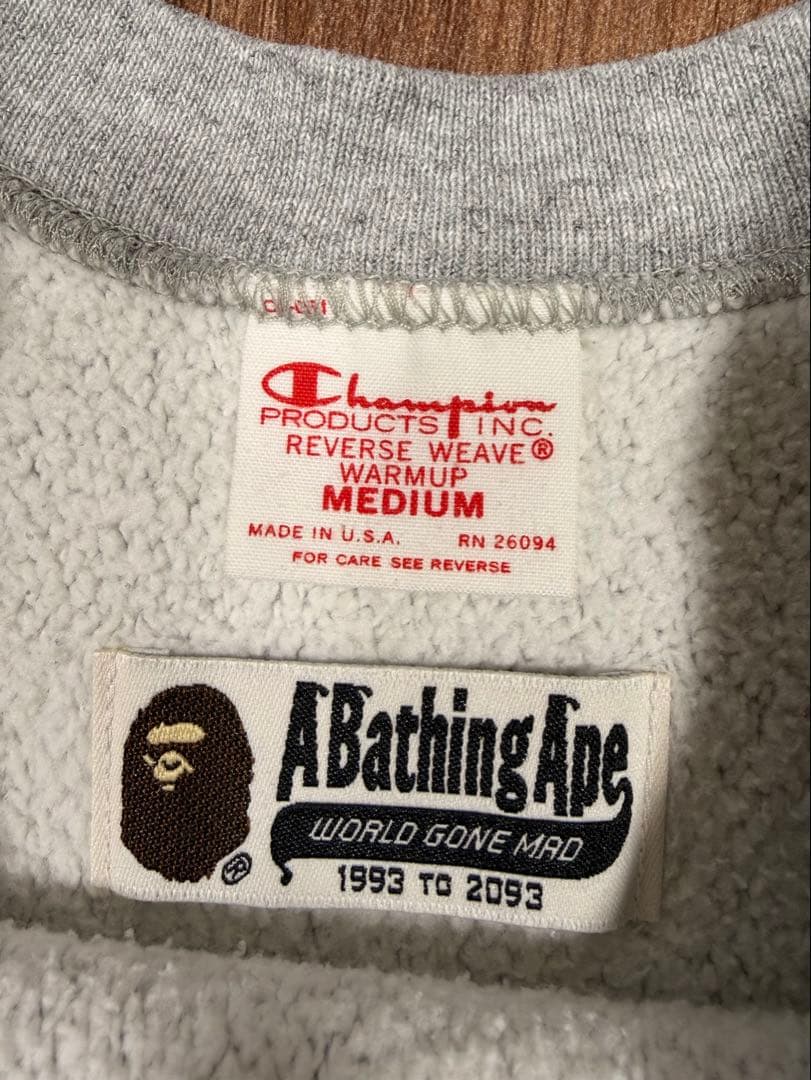 Champion
PRODUCTS INC.
REVERSE WEAVE®
WARMUP
MEDIUM
MADE IN U.S.A. RN 26094
FOR CARE SEE REVERSE
A Bathing Ape
WORLD GONE MAD
1993 TO 2093
®